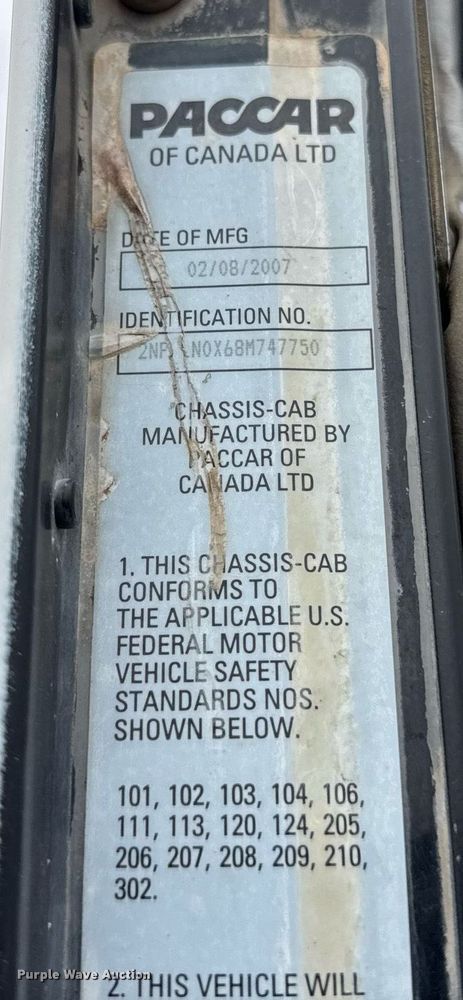 PACCAR
OF CANADA LTD
DATE OF MFG
02/08/2007
IDENTIFICATION NO.
CHASSIS-CAB
MANUFACTURED BY
PACCAR OF
CANADA LTD
1. THIS CHASSIS-CAB
CONFORMS TO
THE APPLICABLE U.S.
FEDERAL MOTOR
VEHICLE SAFETY
STANDARDS NOS.
SHOWN BELOW.
101, 102, 103, 104, 106,
111, 113, 120, 124, 205,
206, 207, 208, 209, 210,
302.
2. THIS VEHICLE WILL
Purple Wave Auction